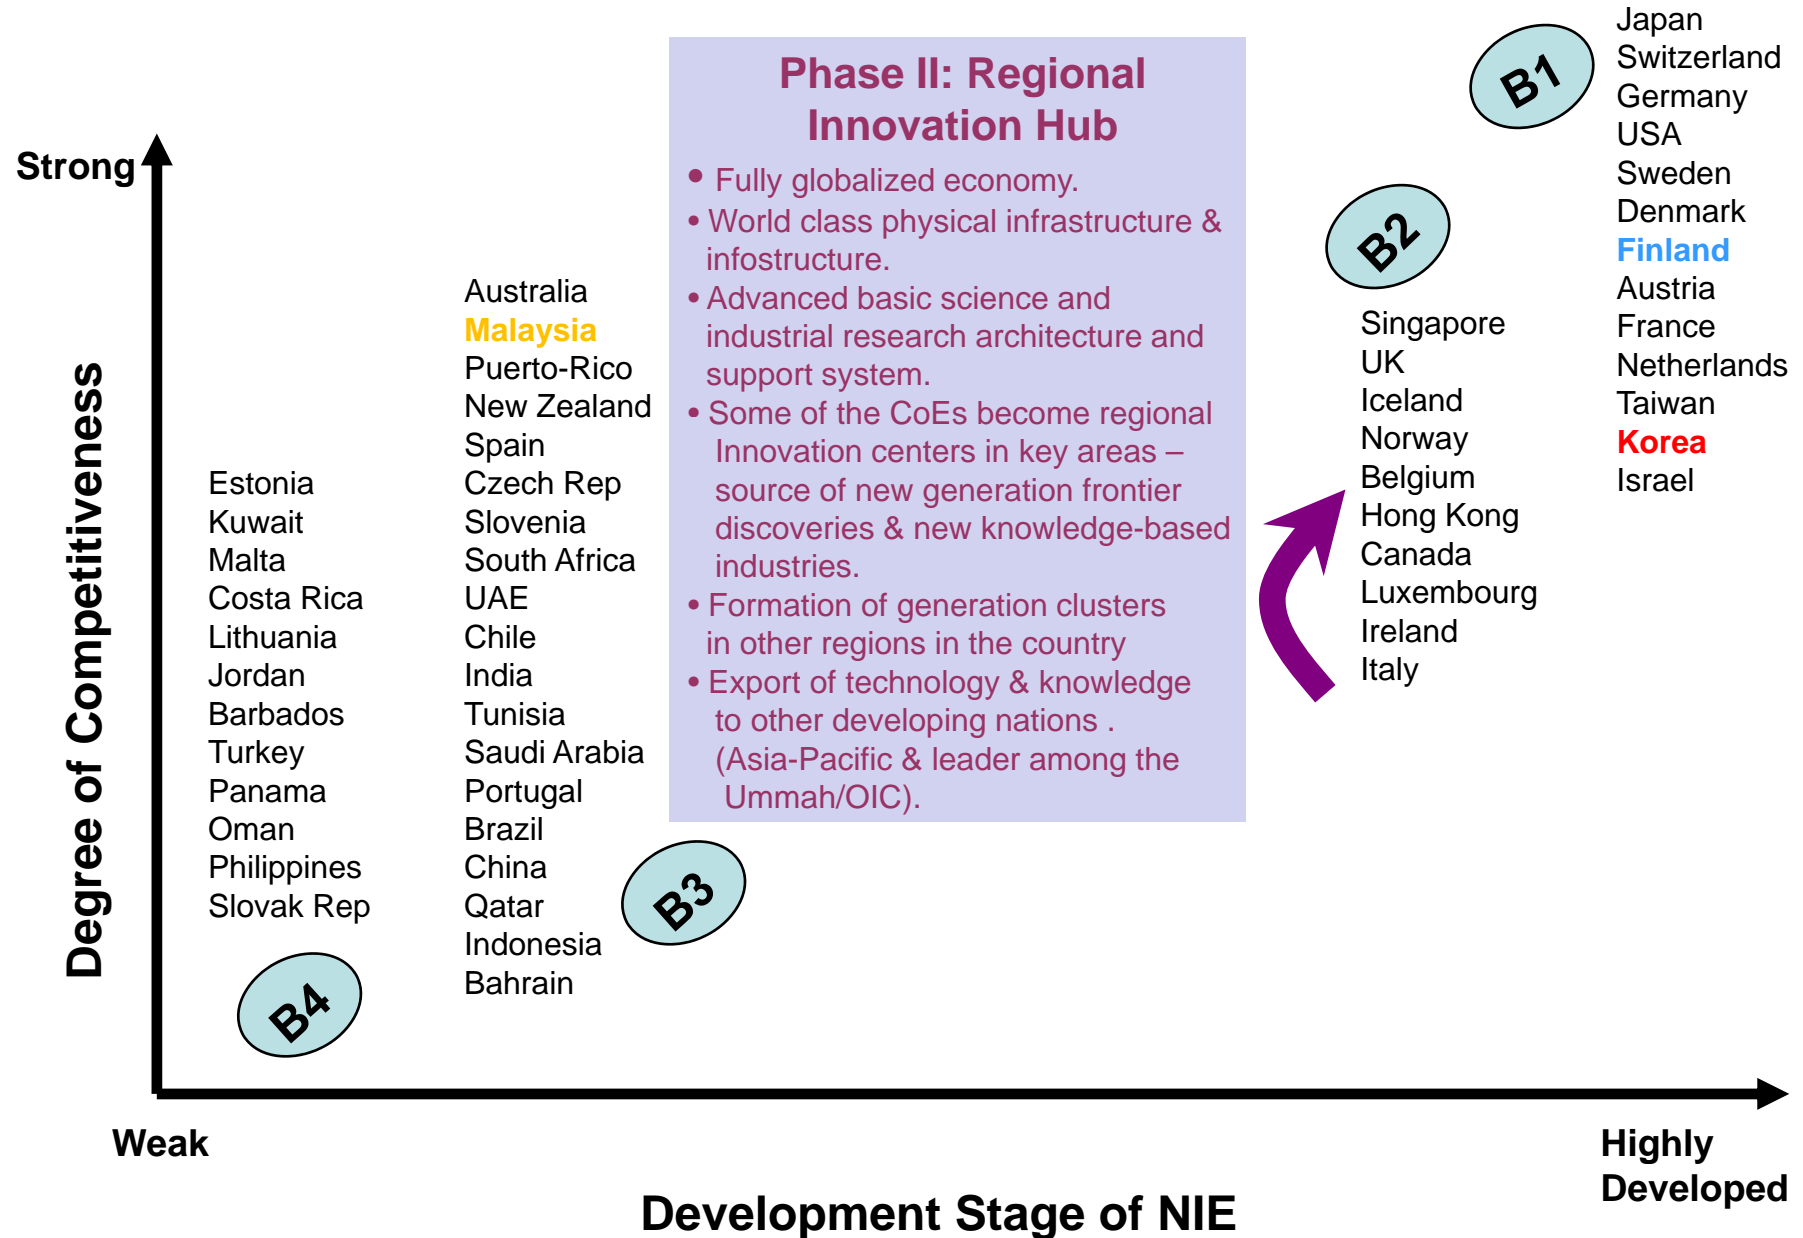 Phase II: Regional
Innovation Hub
• Fully globalized economy.
• World class physical infrastructure &
infostructure.
• Advanced basic science and
industrial research architecture and
support system.
• Some of the CoEs become regional
Innovation centers in key areas –
source of new generation frontier
discoveries & new knowledge-based
industries.
• Formation of generation clusters
in other regions in the country
• Export of technology & knowledge
to other developing nations .
(Asia-Pacific & leader among the
Ummah/OIC).
Strong
Degree of Competitiveness
Estonia
Kuwait
Malta
Costa Rica
Lithuania
Jordan
Barbados
Turkey
Panama
Oman
Philippines
Slovak Rep
B4
Australia
Malaysia
Puerto-Rico
New Zealand
Spain
Czech Rep
Slovenia
South Africa
UAE
Chile
India
Tunisia
Saudi Arabia
Portugal
Brazil
China
Qatar
Indonesia
Bahrain
B3
B2
Singapore
UK
Iceland
Norway
Belgium
Hong Kong
Canada
Luxembourg
Ireland
Italy
B1
Japan
Switzerland
Germany
USA
Sweden
Denmark
Finland
Austria
France
Netherlands
Taiwan
Korea
Israel
Weak
Highly
Developed
Development Stage of NIE